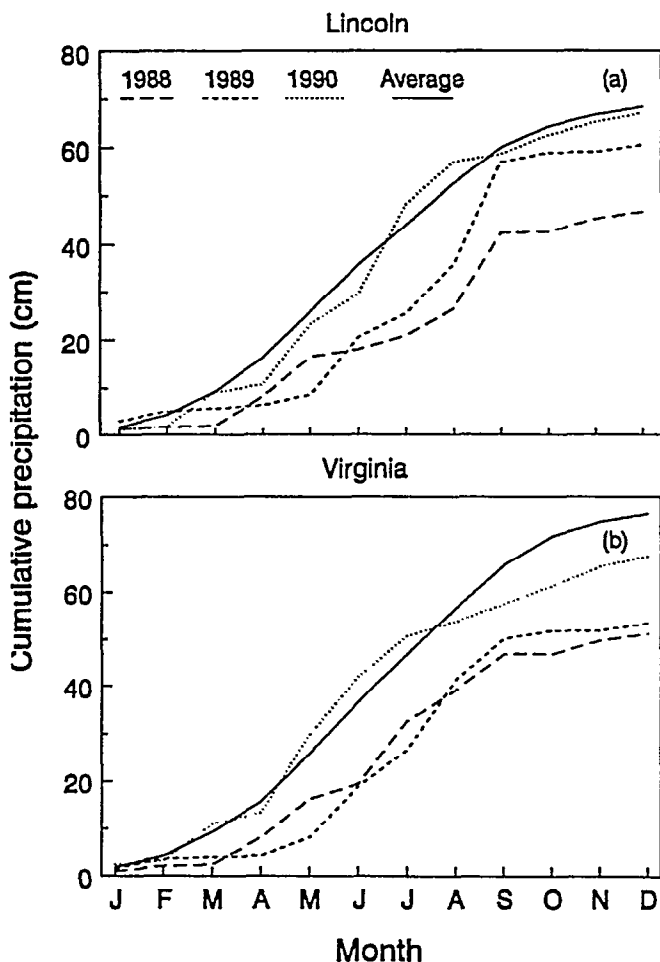 Lincoln
80
1988 1989 1990 Average (a)
60
40
20
0
Virginia
80
(b)
60
40
20
0
J F M A M J J A S O N D
Month
Cumulative precipitation (cm)